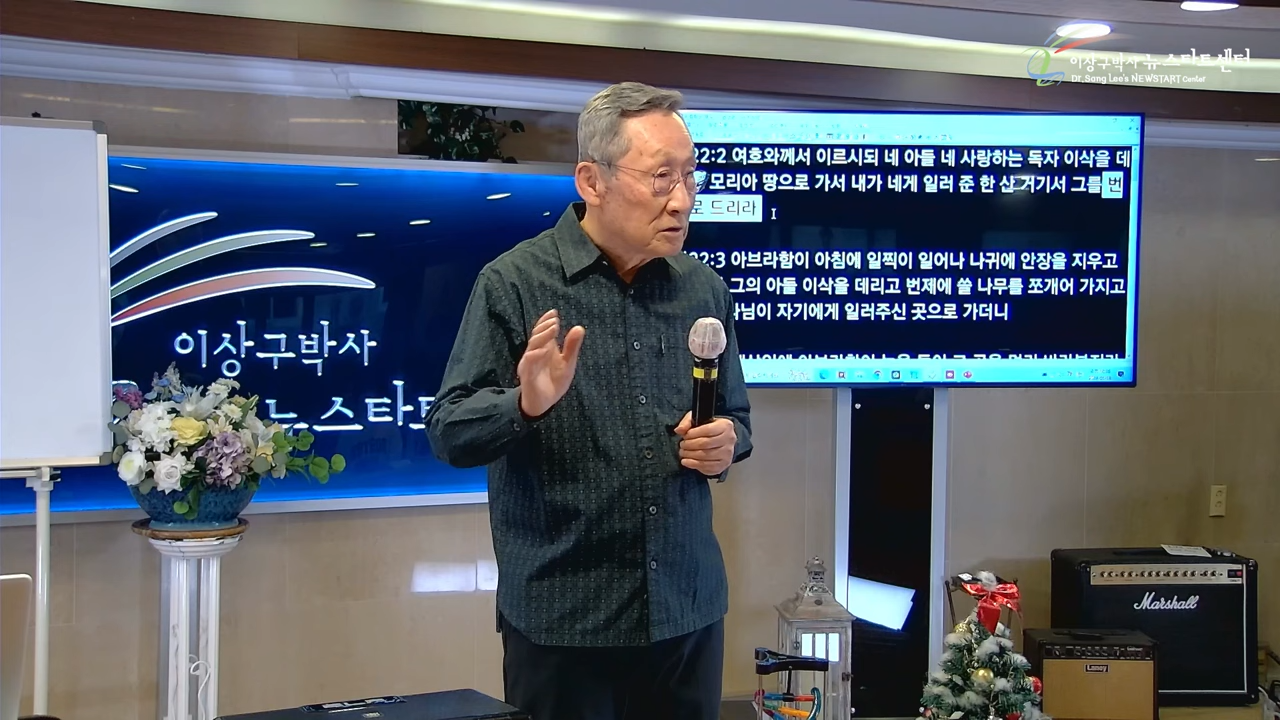 이상구박사 뉴스타트센터
Dr. Sang Lee's NEWSTART Center
22:2 여호와께서 이르시되 네 아들 네 사랑하는 독자 이삭을 데
모리아 땅으로 가서 내가 네게 일러 준 한 산 거기서 그를 번
로 드리라
22:3 아브라함이 아침에 일찍이 일어나 나귀에 안장을 지우고
그의 아들 이삭을 데리고 번제에 쓸 나무를 쪼개어 가지고
자기에게 일러주신 곳으로 가더니
이상구박사
뉴스타트
Marshall
Laney